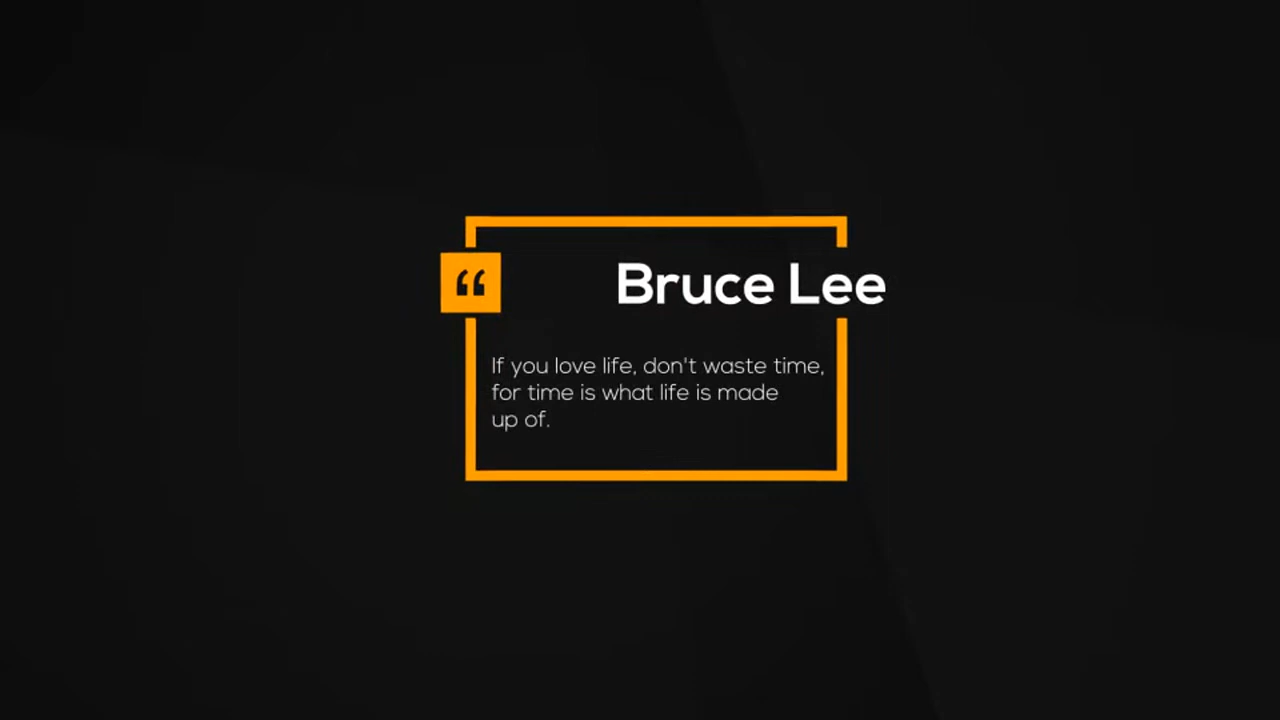 “
Bruce Lee
If you love life, don't waste time,
for time is what life is made
up of.